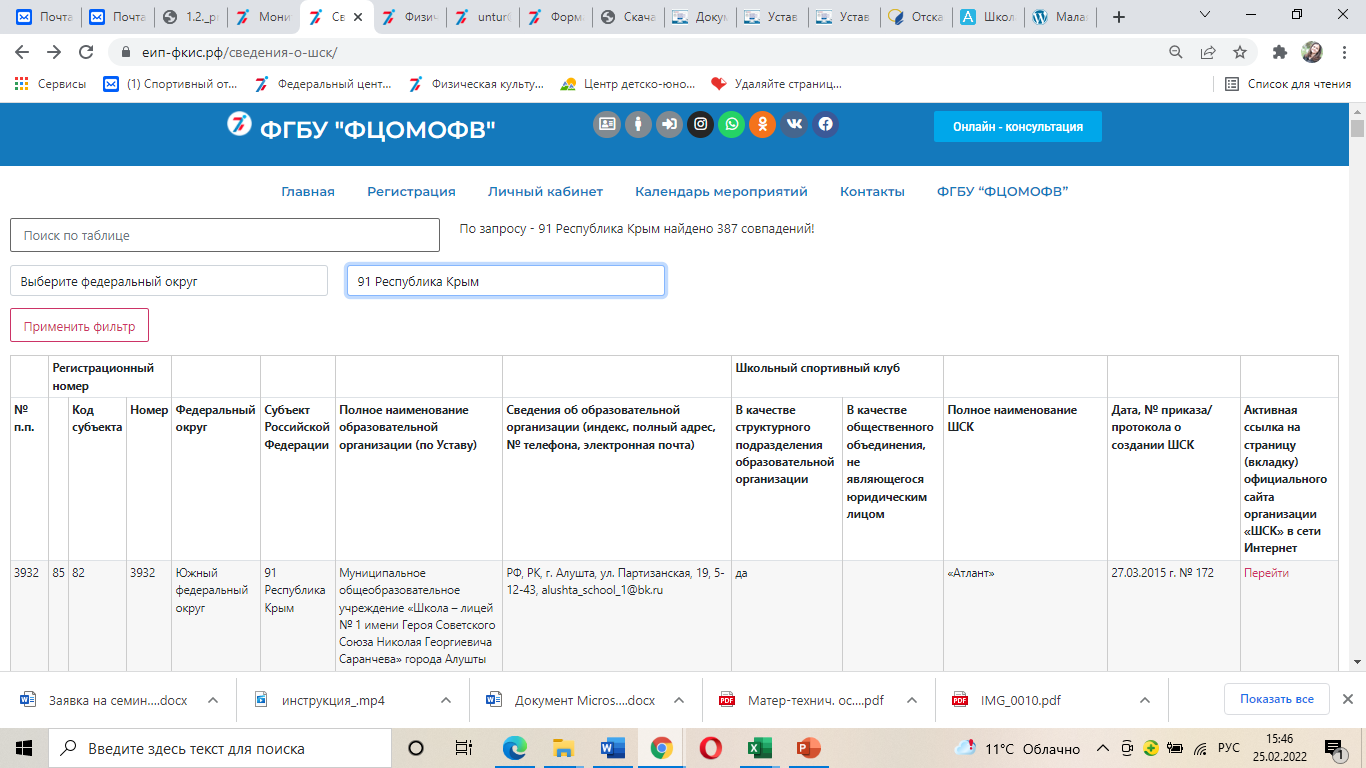 Почта
Почта
1.2._pr
Мони
Св
Физич
unturl
Форм
Скача
Докум
Устав
Устав
Отска
Школ
Мала
еип-фкис.рф/сведения-о-шск/
Сервисы
(1) Спортивный от...
Федеральный цент...
Физическая культу...
Центр детско-юно...
Удаляйте страниц...
Список для чтения
ФГБУ "ФЦОМОФВ"
Онлайн - консультация
Главная
Регистрация
Личный кабинет
Календарь мероприятий
Контакты
ФГБУ “ФЦОМОФВ”
Поиск по таблице
По запросу - 91 Республика Крым найдено 387 совпадений!
Выберите федеральный округ
91 Республика Крым
Применить фильтр
Регистрационный
номер
Школьный спортивный клуб
№
п.п.
Код
субъекта
Номер
Федеральный
округ
Субъект
Российской
Федерации
Полное наименование
образовательной
организации (по Уставу)
Сведения об образовательной
организации (индекс, полный адрес,
№ телефона, электронная почта)
В качестве
структурного
подразделения
образовательной
организации
В качестве
общественного
объединения,
не
являющегося
юридическим
лицом
Полное наименование
ШСК
Дата, № приказа/
протокола о
создании ШСК
Активная
ссылка на
страницу
(вкладку)
официального
сайта
организации
«ШСК» в сети
Интернет
3932
85
82
3932
Южный
федеральный
округ
91
Республика
Крым
Муниципальное
общеобразовательное
учреждение «Школа – лицей
№ 1 имени Героя Советского
Союза Николая Георгиевича
Саранчева» города Алушты
РФ, РК, г. Алушта, ул. Партизанская, 19, 5-
12-43, alushta_school_1@bk.ru
да
«Атлант»
27.03.2015 г. № 172
Перейти
Заявка на семин....docx
инструкция_.mp4
Документ Micros....docx
Матер-технич. ос....pdf
IMG_0010.pdf
Показать все
Введите здесь текст для поиска
11°C Облачно
РУС
15:46
25.02.2022
1